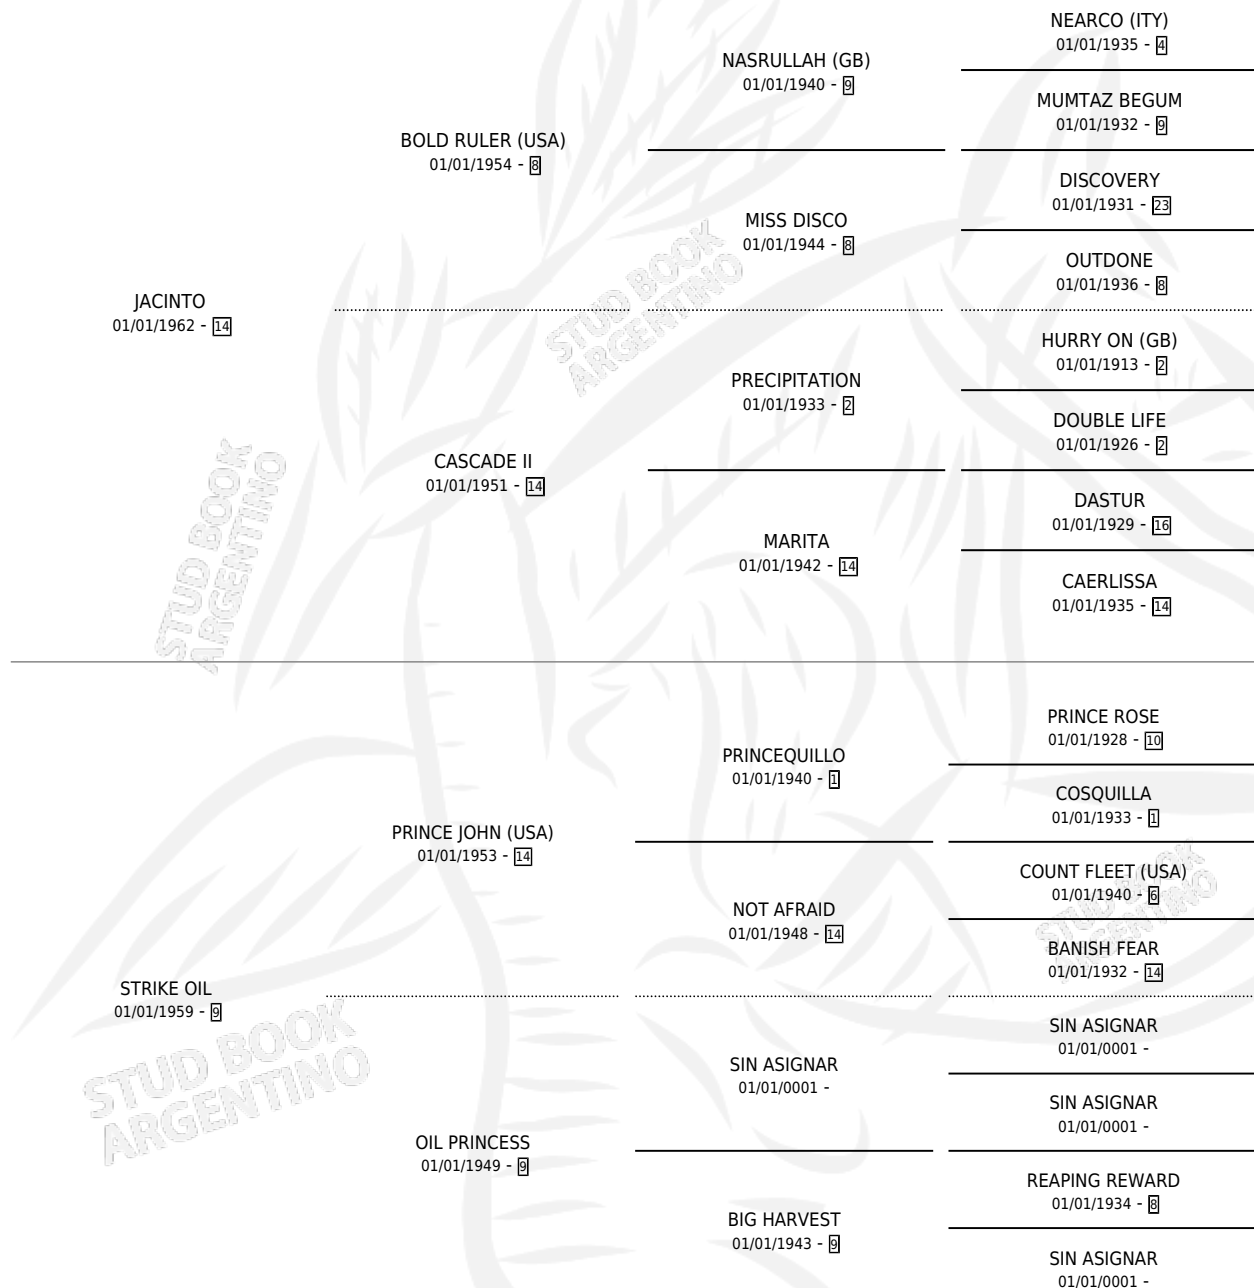 NEARCO (ITY)
01/01/1935 - 4
NASRULLAH (GB)
01/01/1940 - 9
MUMTAZ BEGUM
01/01/1932 - 9
BOLD RULER (USA)
01/01/1954 - 8
DISCOVERY
01/01/1931 - 23
MISS DISCO
01/01/1944 - 8
OUTDONE
01/01/1936 - 8
JACINTO
01/01/1962 - 14
STUD BOOK
ARGENTINO
HURRY ON (GB)
01/01/1913 - 2
PRECIPITATION
01/01/1933 - 2
DOUBLE LIFE
01/01/1926 - 2
CASCADE II
01/01/1951 - 14
DASTUR
01/01/1929 - 16
MARITA
01/01/1942 - 14
CAERLISSA
01/01/1935 - 14
STUD BOOK
ARGENTINO
PRINCE ROSE
01/01/1928 - 10
PRINCEQUILLO
01/01/1940 - 1
COSQUILLA
01/01/1933 - 1
PRINCE JOHN (USA)
01/01/1953 - 14
COUNT FLEET (USA)
01/01/1940 - 6
NOT AFRAID
01/01/1948 - 14
BANISH FEAR
01/01/1932 - 14
STUD BOOK
ARGENTINO
STRIKE OIL
01/01/1959 - 9
SIN ASIGNAR
01/01/0001 -
SIN ASIGNAR
01/01/0001 -
SIN ASIGNAR
01/01/0001 -
STUD BOOK
ARGENTINO
OIL PRINCESS
01/01/1949 - 9
REAPING REWARD
01/01/1934 - 8
BIG HARVEST
01/01/1943 - 9
SIN ASIGNAR
01/01/0001 -